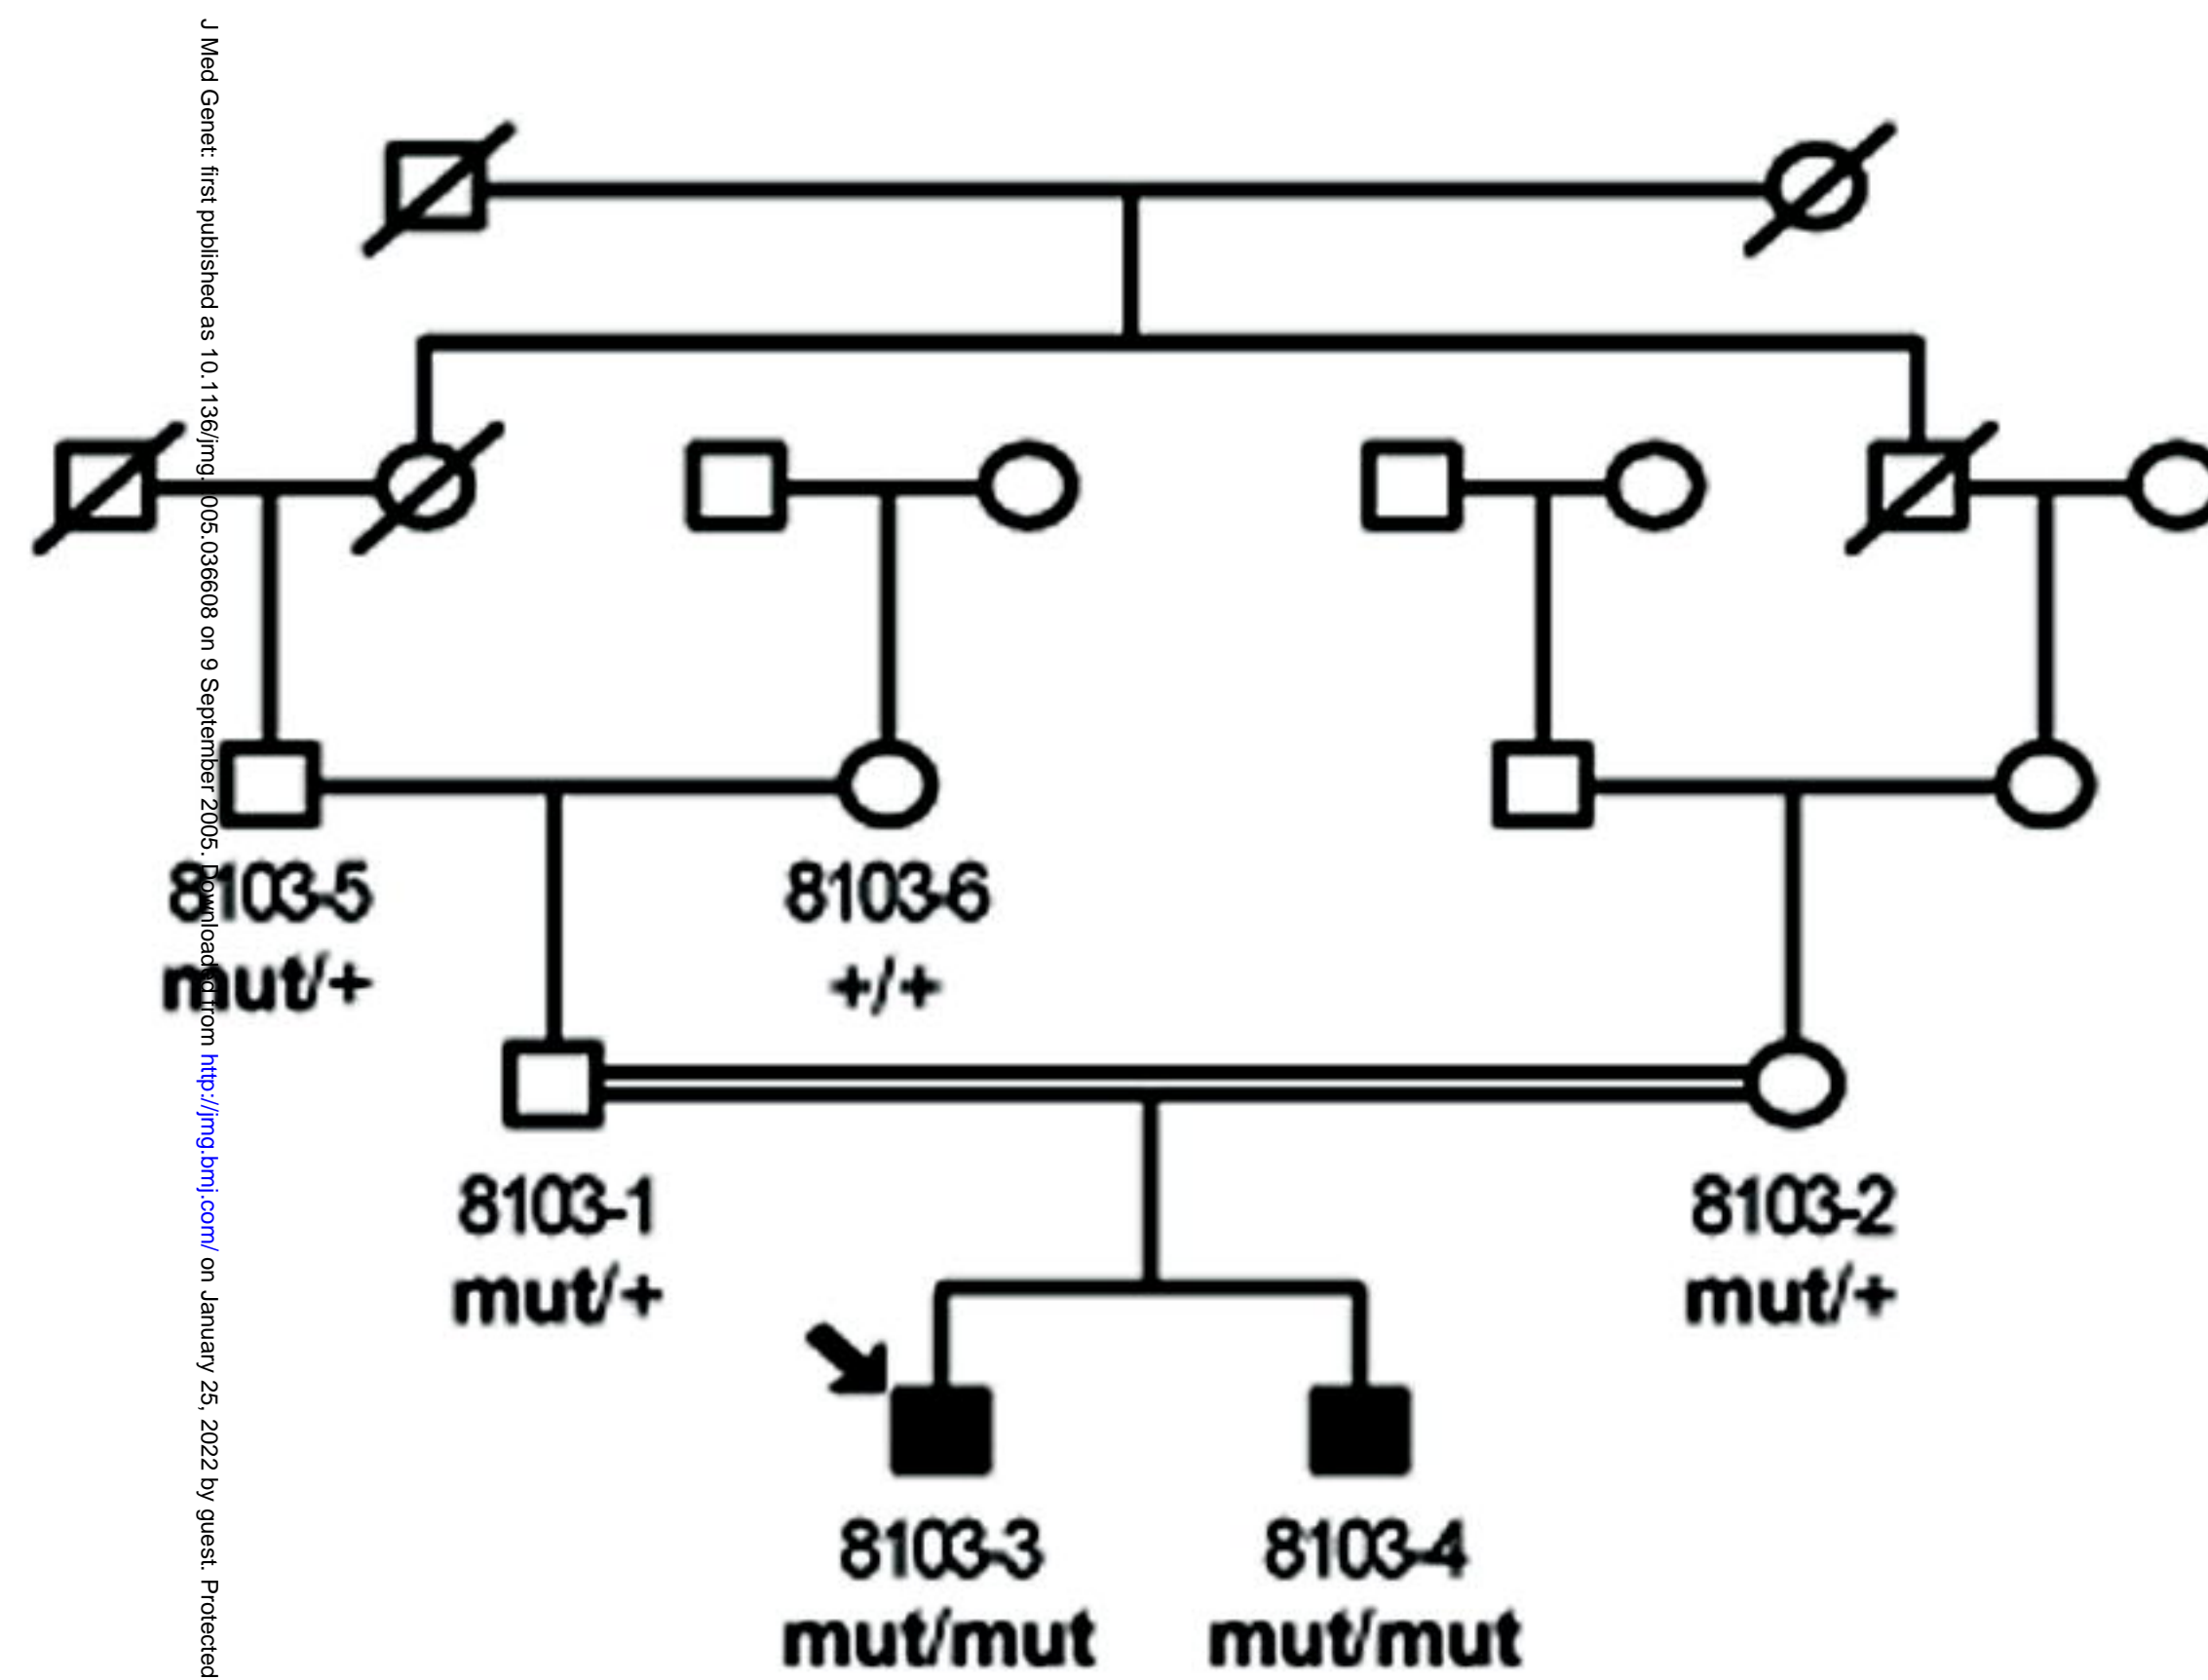 J Med Genet: first published as 10.1136/jmg.2005.036608 on 9 September 2005. Downloaded from http://jmg.bmj.com/ on January 25, 2022 by guest. Protected
8103-5
8103-6
mut/+
+/+
8103-1
8103-2
mut/+
mut/+
8103-3
8103-4
mut/mut
mut/mut